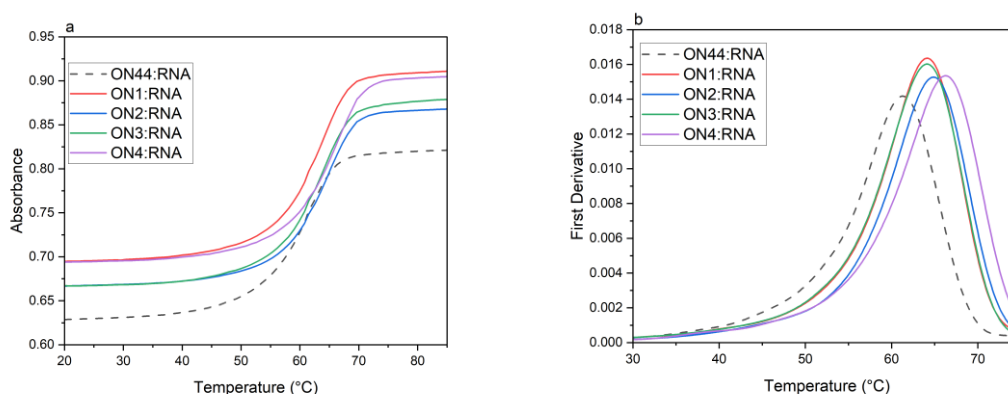 a
0.95
0.90
0.85
0.80
0.75
0.70
0.65
0.60
Absorbance
ON44:RNA
ON1:RNA
ON2:RNA
ON3:RNA
ON4:RNA
20 30 40 50 60 70 80
Temperature (°C)
b
0.018
0.016
0.014
0.012
0.010
0.008
0.006
0.004
0.002
0.000
First Derivative
ON44:RNA
ON1:RNA
ON2:RNA
ON3:RNA
ON4:RNA
30 40 50 60 70
Temperature (°C)